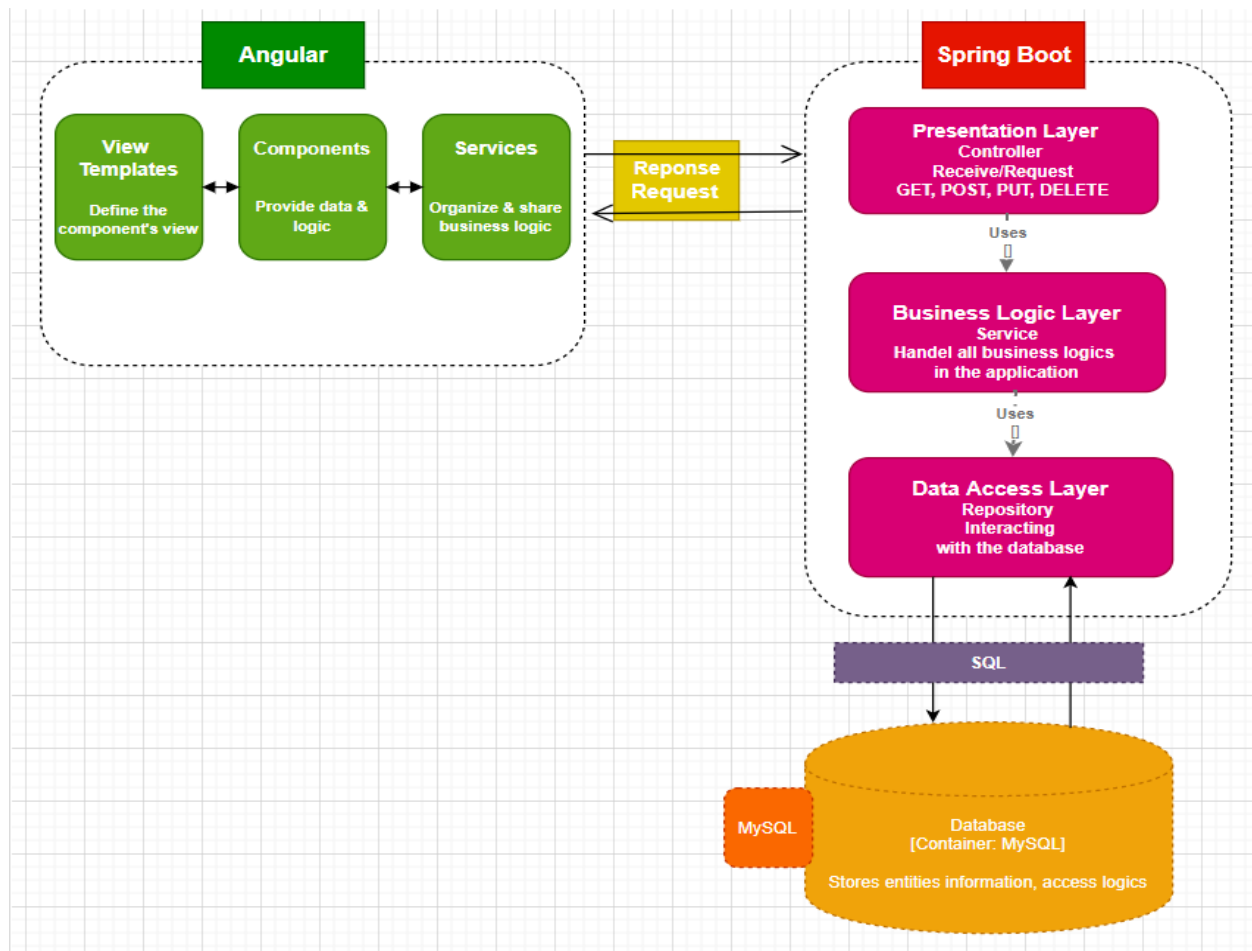 Angular
View
Templates
Define the
component's view
Components
Provide data &
logic
Services
Organize & share
business logic
Reponse
Request
Spring Boot
Presentation Layer
Controller
Receive/Request
GET, POST, PUT, DELETE
Uses
[]
Business Logic Layer
Service
Handel all business logics
in the application
Uses
[]
Data Access Layer
Repository
Interacting
with the database
SQL
MySQL
Database
[Container: MySQL]
Stores entities information, access logics